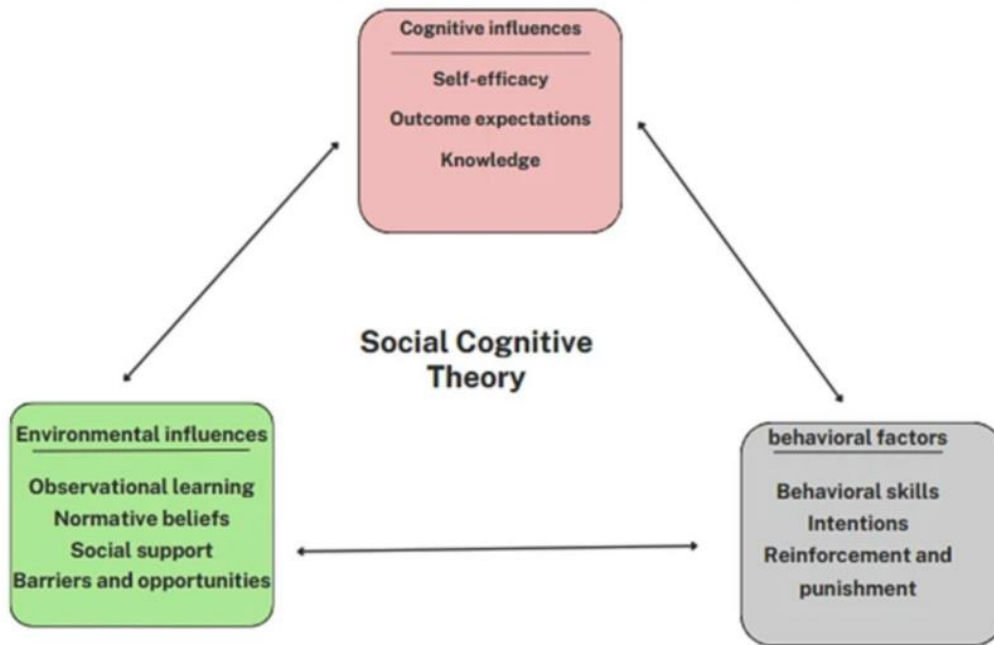 Cognitive influences
Self-efficacy
Outcome expectations
Knowledge
Social Cognitive
Theory
Environmental influences
Observational learning
Normative beliefs
Social support
Barriers and opportunities
behavioral factors
Behavioral skills
Intentions
Reinforcement and
punishment